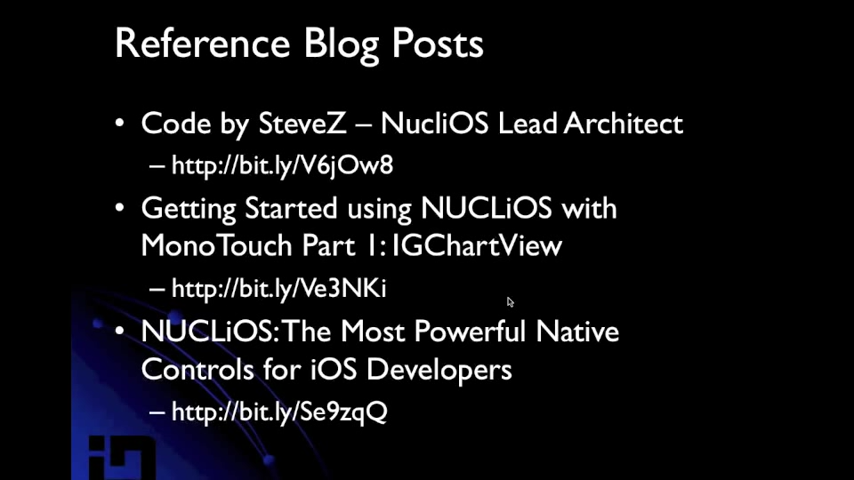 Reference Blog Posts
• Code by SteveZ – NucliOS Lead Architect
– http://bit.ly/V6jOw8
• Getting Started using NUCLiOS with
MonoTouch Part 1: IGChartView
– http://bit.ly/Ve3NKi
• NUCLiOS: The Most Powerful Native
Controls for iOS Developers
– http://bit.ly/Se9zqQ